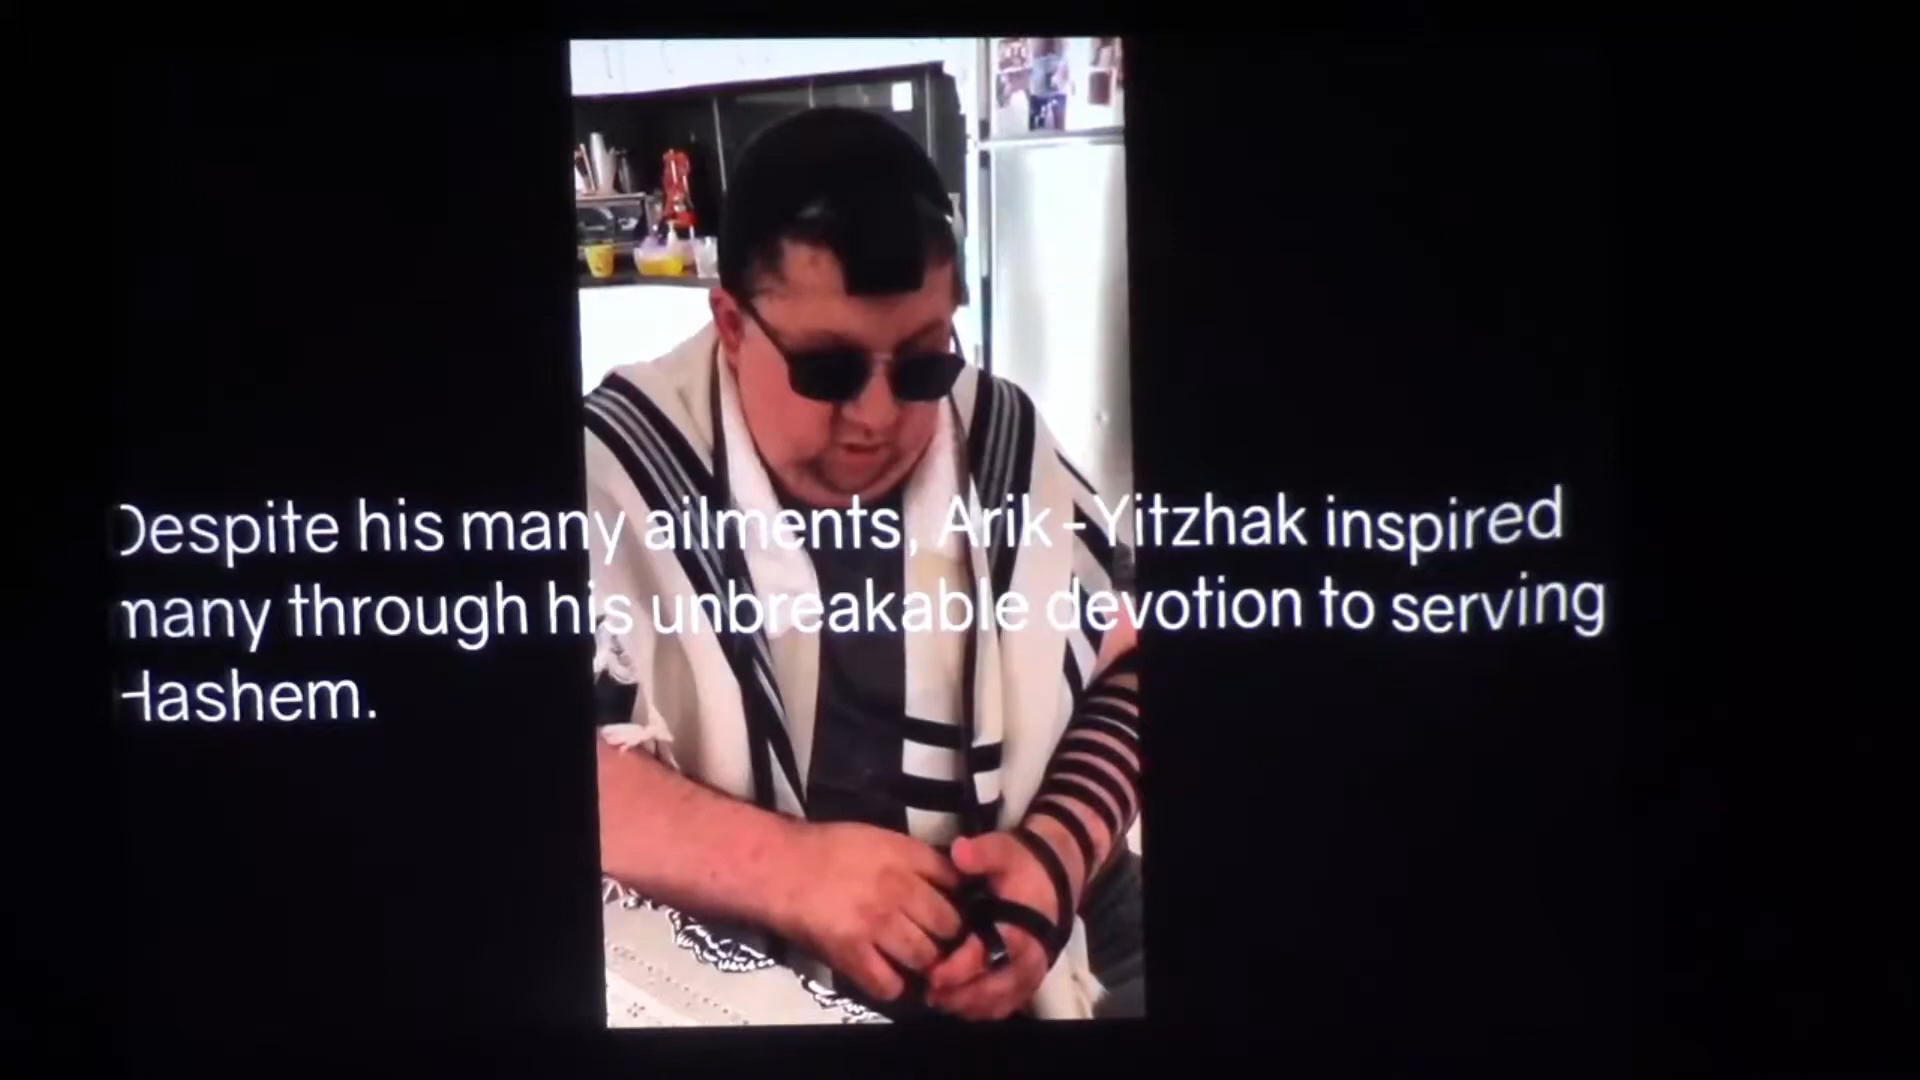 Despite his many ailments, Arik-Yitzhak inspired
many through his unbreakable devotion to serving
Hashem.